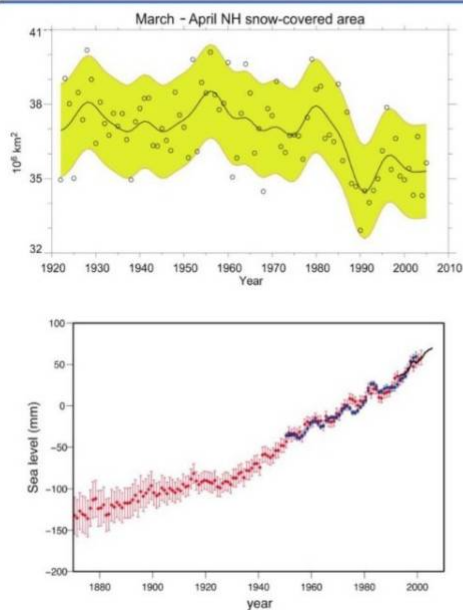 March – April NH snow-covered area
41
38
35
32
10⁶ km²
1920 1930 1940 1950 1960 1970 1980 1990 2000 2010
Year
100
50
0
−50
−100
−150
−200
Sea level (mm)
1880 1900 1920 1940 1960 1980 2000
year